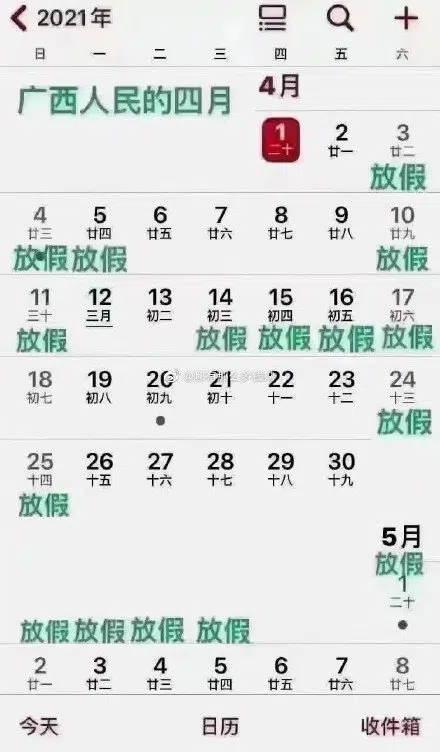 2021年
日 一 二 三 四 五 六
广西人民的四月
4月
1 2 3
二十 廿一 廿二
放假
4 5 6 7 8 9 10
廿三 廿四 廿五 廿六 廿七 廿八 廿九
放假 放假 放假
11 12 13 14 15 16 17
三十 三月 初二 初三 初四 初五 初六
放假 放假 放假 放假 放假
18 19 20 21 22 23 24
初七 初八 初九 初十 十一 十二 十三
放假
25 26 27 28 29 30
十四 十五 十六 十七 十八 十九
放假
5月
放假
1
二十
放假 放假 放假 放假
2 3 4 5 6 7 8
廿一 廿二 廿三 廿四 廿五 廿六 廿七
今天 日历 收件箱